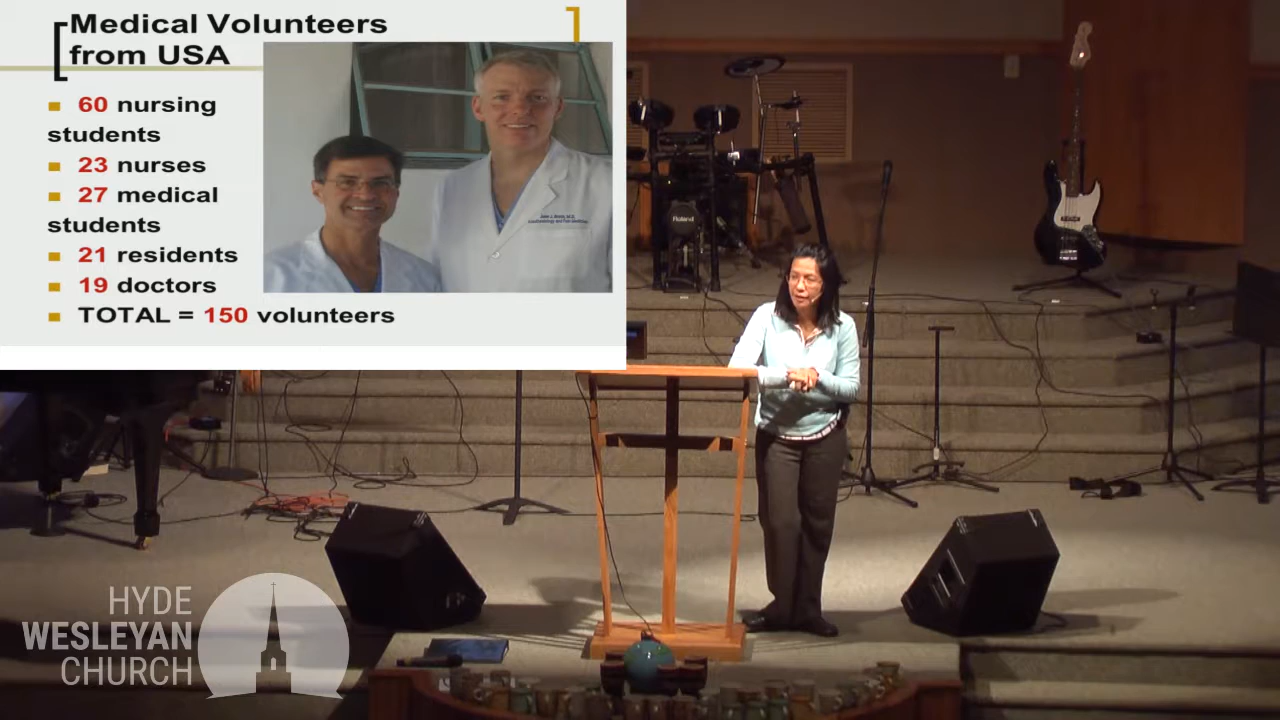 Medical Volunteers
from USA
60 nursing
students
23 nurses
27 medical
students
21 residents
19 doctors
TOTAL = 150 volunteers
Roland
HYDE
WESLEYAN
CHURCH